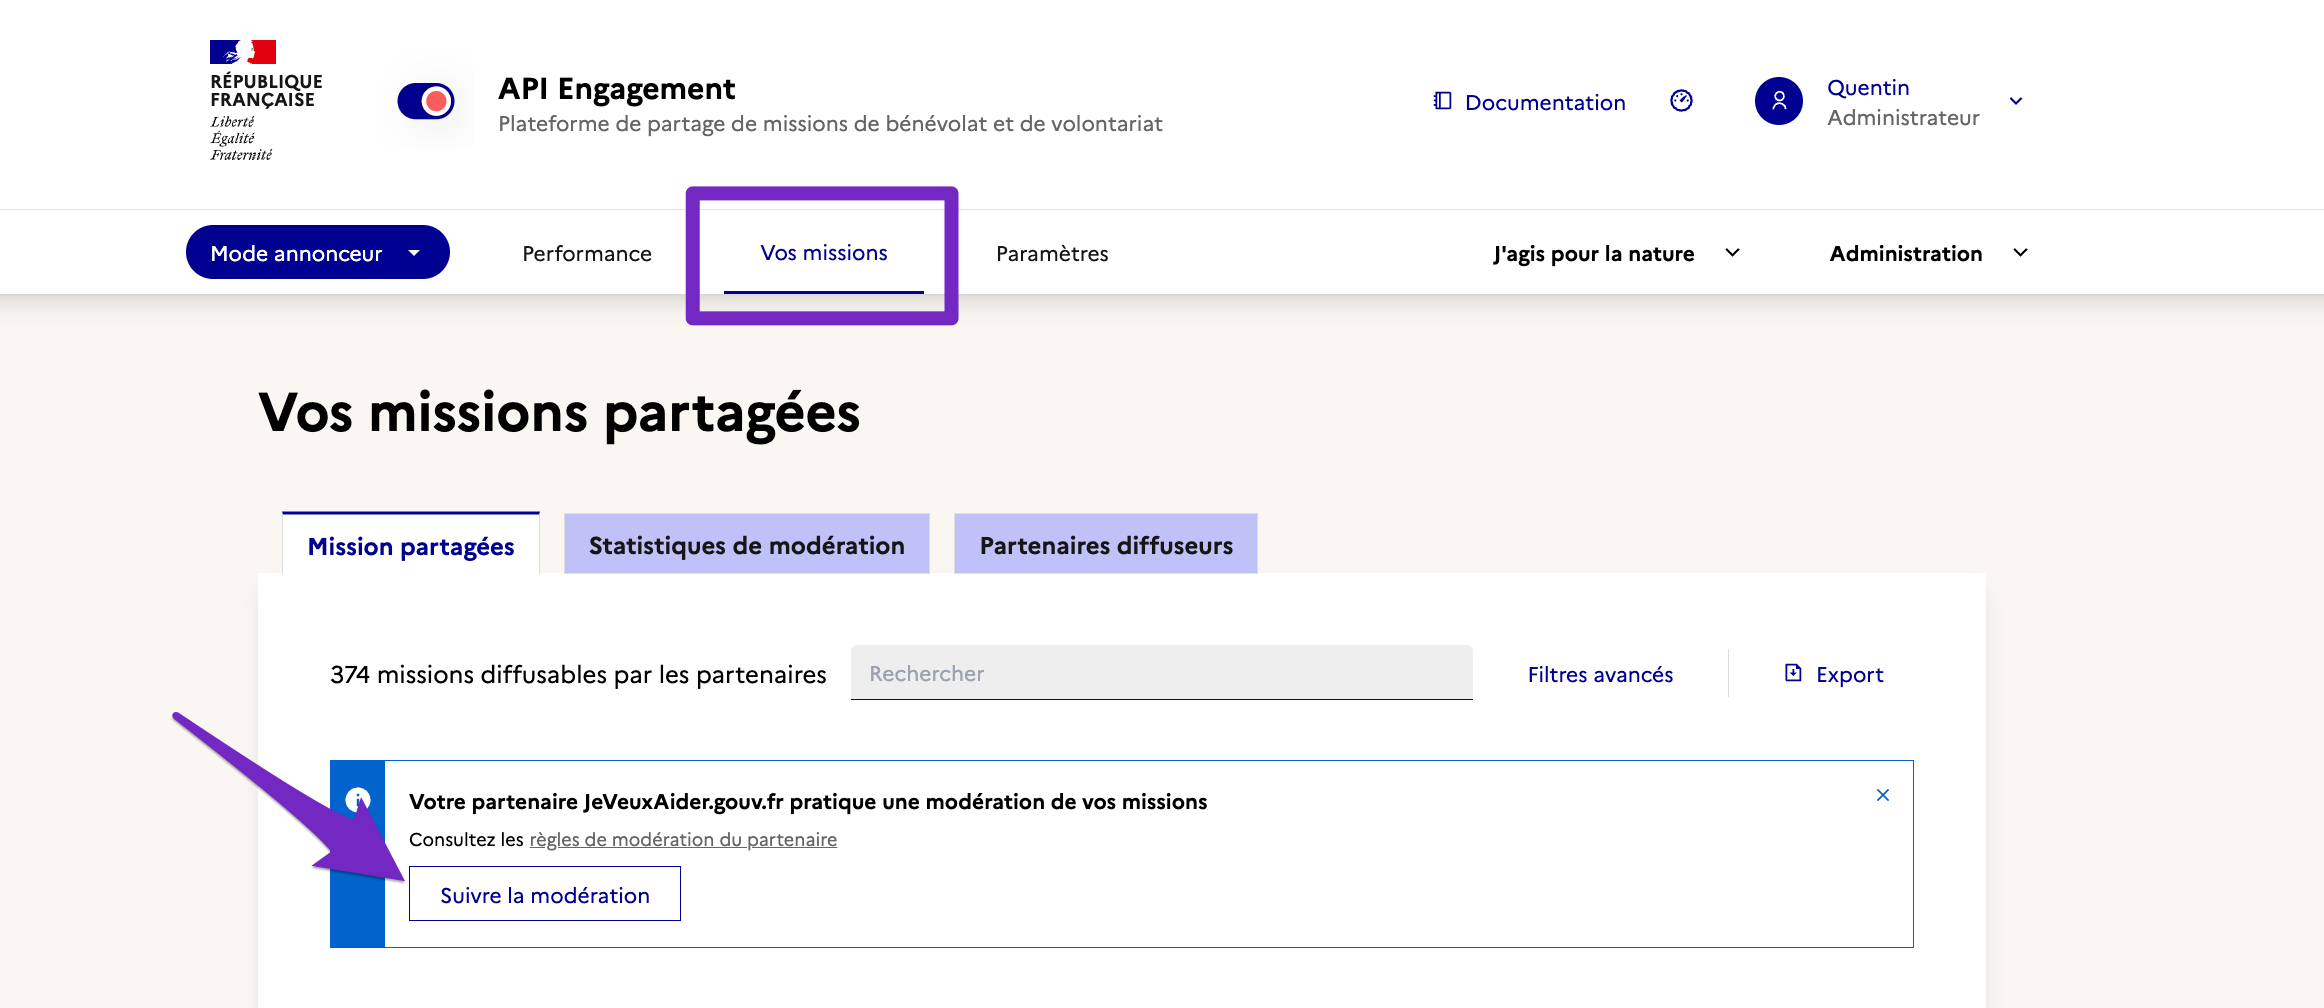 RÉPUBLIQUE
FRANÇAISE
Liberté
Égalité
Fraternité
API Engagement
Plateforme de partage de missions de bénévolat et de volontariat
Documentation
Quentin
Administrateur
Mode annonceur
Performance
Vos missions
Paramètres
J'agis pour la nature
Administration
Vos missions partagées
Mission partagées
Statistiques de modération
Partenaires diffuseurs
374 missions diffusables par les partenaires
Rechercher
Filtres avancés
Export
Votre partenaire JeVeuxAider.gouv.fr pratique une modération de vos missions
Consultez les règles de modération du partenaire
Suivre la modération